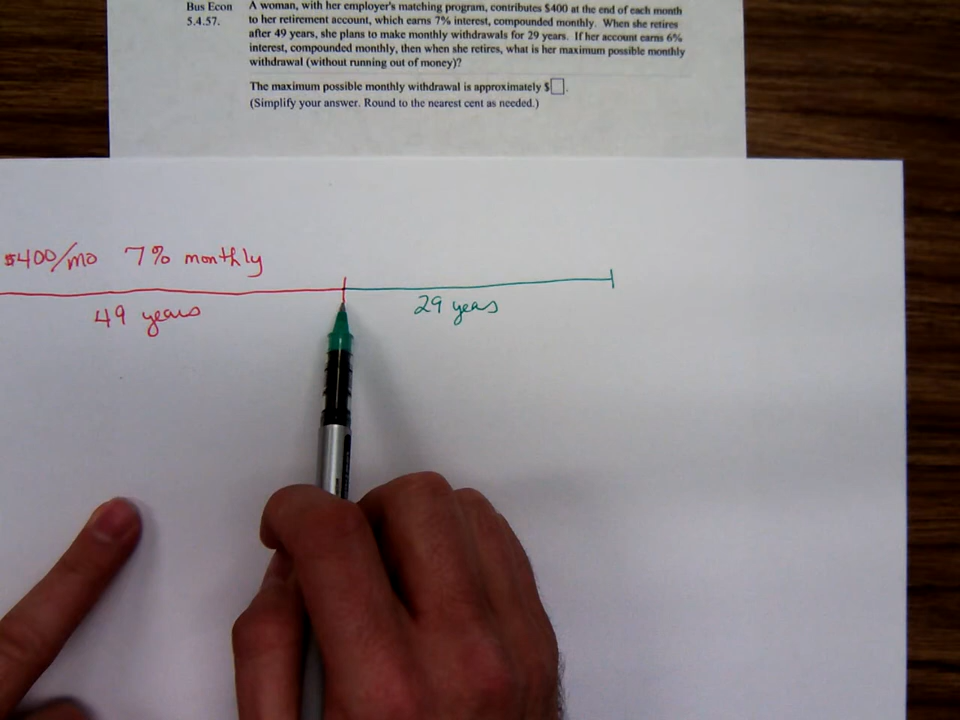 Bus Econ
5.4.57.
A woman, with her employer's matching program, contributes $400 at the end of each month
to her retirement account, which earns 7% interest, compounded monthly. When she retires
after 49 years, she plans to make monthly withdrawals for 29 years. If her account earns 6%
interest, compounded monthly, then when she retires, what is her maximum possible monthly
withdrawal (without running out of money)?
The maximum possible monthly withdrawal is approximately $
(Simplify your answer. Round to the nearest cent as needed.)
$400/mo 7% monthly
49 years
29 years